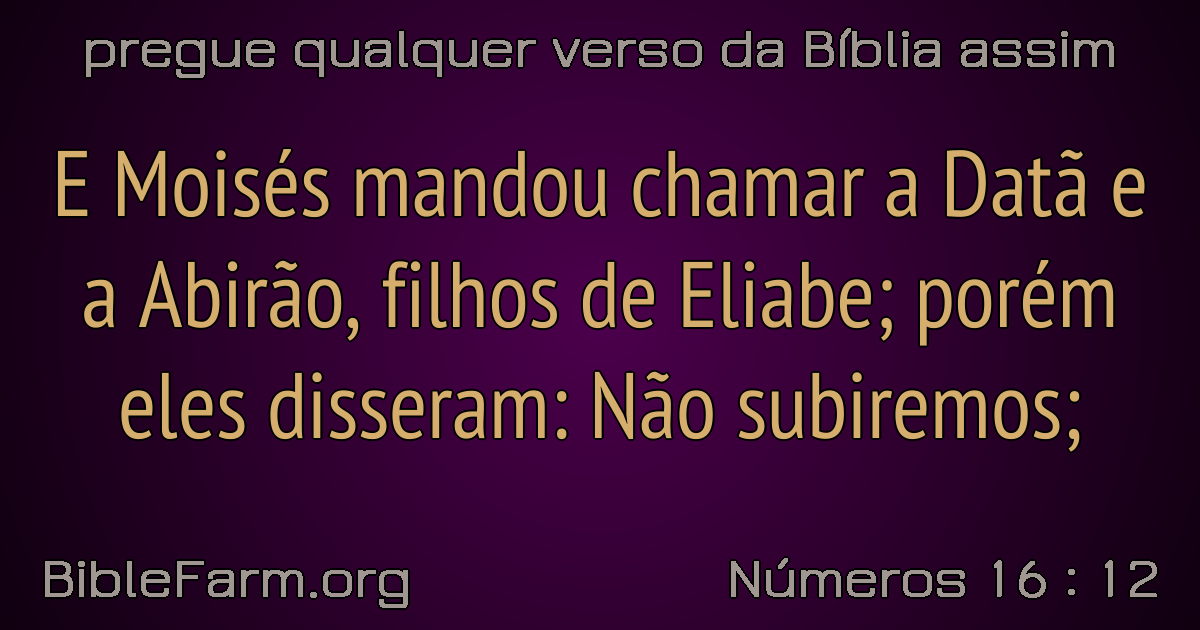 pregue qualquer verso da Bíblia assim
E Moisés mandou chamar a Datã e
a Abirão, filhos de Eliabe; porém
eles disseram: Não subiremos;
BibleFarm.org
Números 16 : 12